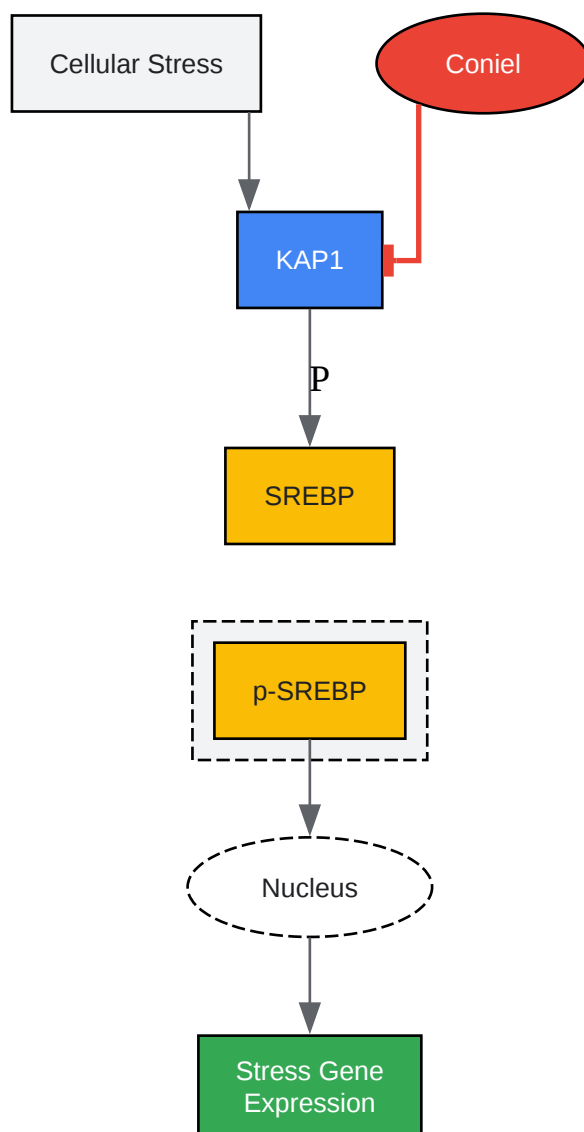 Cellular Stress
Coniel
KAP1
P
SREBP
p-SREBP
Nucleus
Stress Gene
Expression